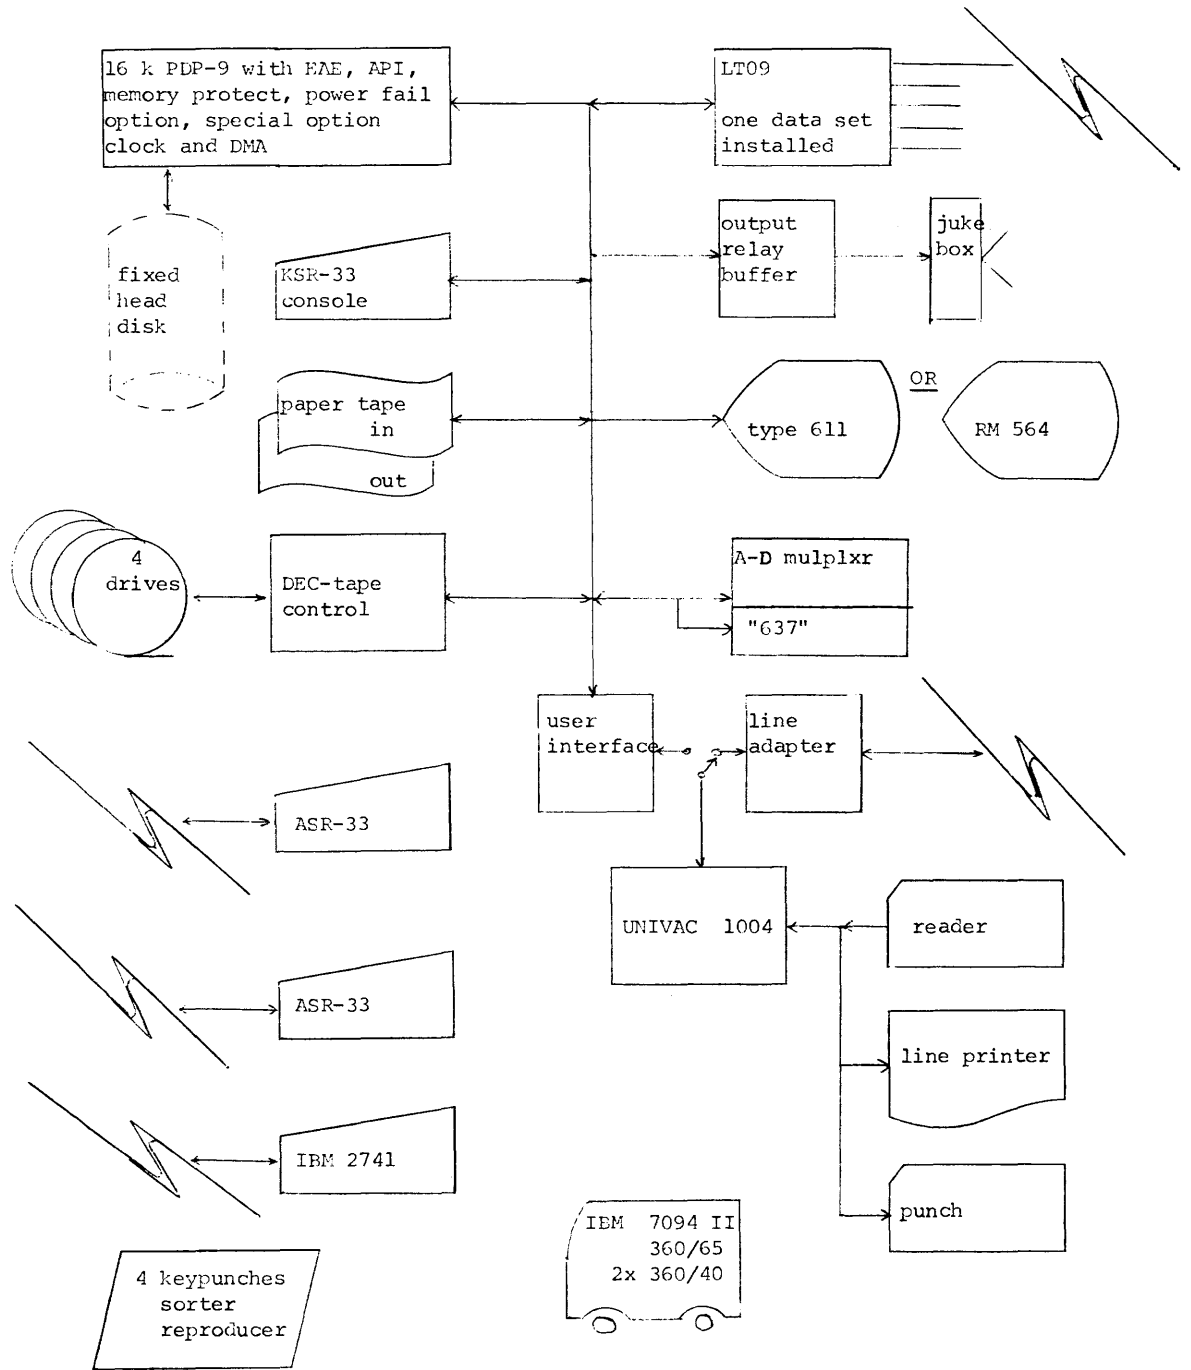 16 k PDP-9 with EAE, API,
memory protect, power fail
option, special option
clock and DMA
LT09
one data set
installed
output
relay
buffer
juke
box
fixed
head
disk
KSR-33
console
paper tape
in
out
type 611
OR
RM 564
4
drives
DEC-tape
control
A-D mulplxr
"637"
user
interface
line
adapter
ASR-33
UNIVAC 1004
reader
ASR-33
line printer
IBM 2741
punch
IBM 7094 II
360/65
2x 360/40
4 keypunches
sorter
reproducer